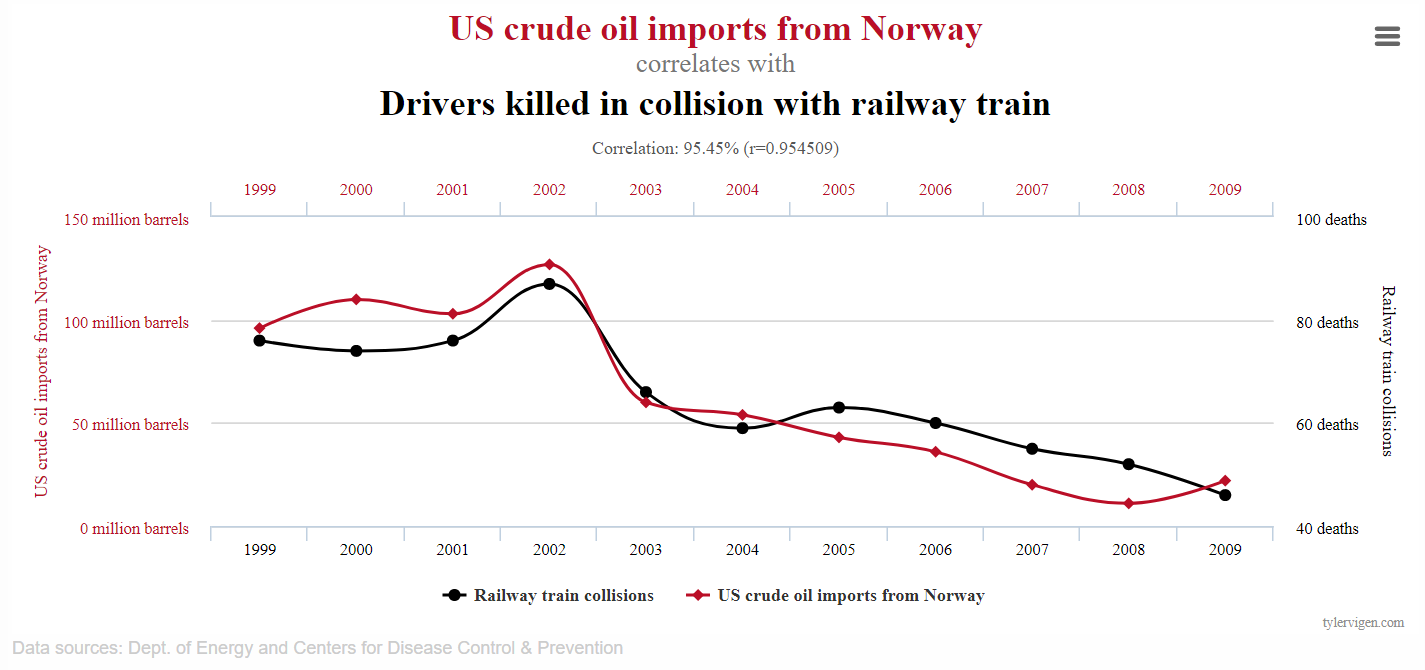 US crude oil imports from Norway
correlates with
Drivers killed in collision with railway train
Correlation: 95.45% (r=0.954509)
1999 2000 2001 2002 2003 2004 2005 2006 2007 2008 2009
150 million barrels
100 million barrels
50 million barrels
0 million barrels
US crude oil imports from Norway
100 deaths
80 deaths
60 deaths
40 deaths
Railway train collisions
1999 2000 2001 2002 2003 2004 2005 2006 2007 2008 2009
Railway train collisions US crude oil imports from Norway
tylervigen.com
Data sources: Dept. of Energy and Centers for Disease Control & Prevention